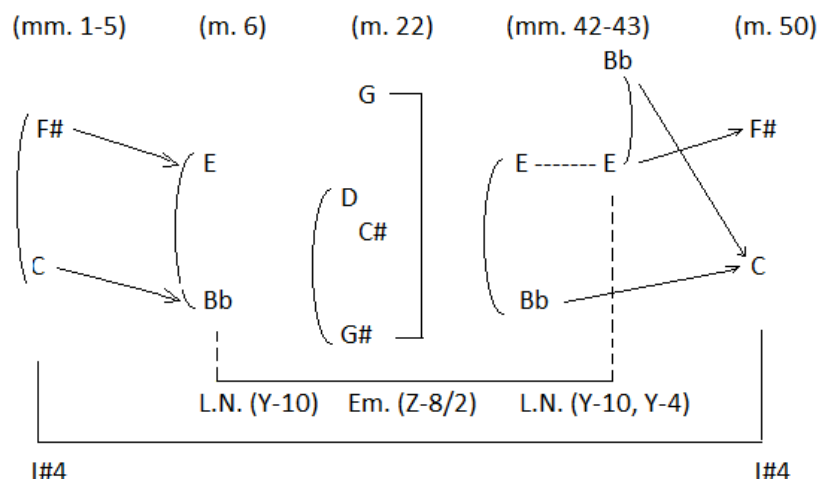 (mm. 1-5) (m. 6) (m. 22) (mm. 42-43) (m. 50)
Bb
G
F# F#
E E E
D
C#
C C
Bb Bb
G#
L.N. (Y-10) Em. (Z-8/2) L.N. (Y-10, Y-4)
I#4 I#4